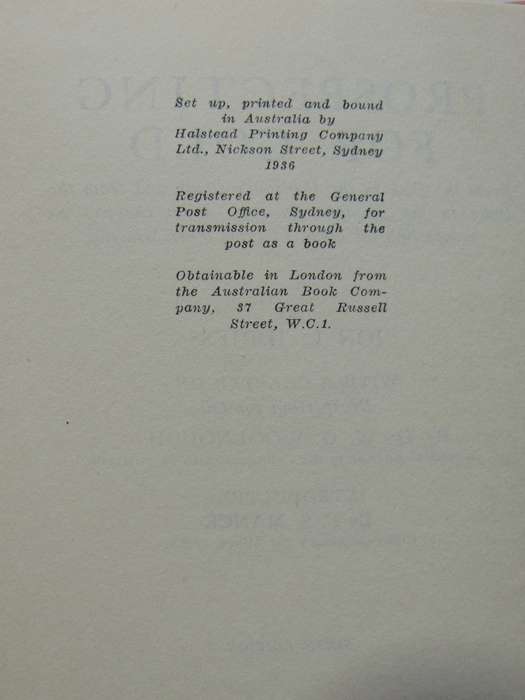 Set up, printed and bound
in Australia by
Halstead Printing Company
Ltd., Nickson Street, Sydney
1936
Registered at the General
Post Office, Sydney, for
transmission through the
post as a book
Obtainable in London from
the Australian Book Com-
pany, 37 Great Russell
Street, W.C.1.